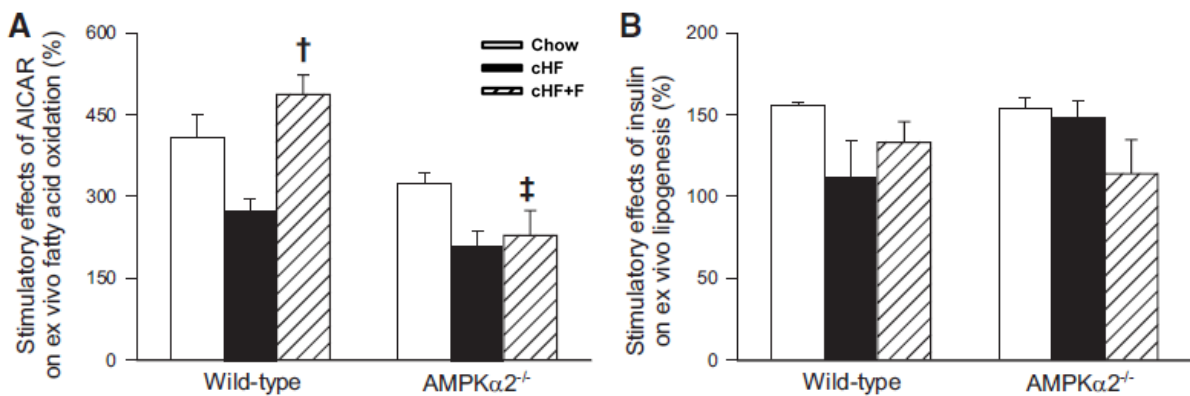 A
Stimulatory effects of AICAR
on ex vivo fatty acid oxidation (%)
600
450
300
150
0
†
‡
Chow
cHF
cHF+F
Wild-type
AMPKα2-/-
B
Stimulatory effects of insulin
on ex vivo lipogenesis (%)
200
150
100
50
0
Wild-type
AMPKα2-/-